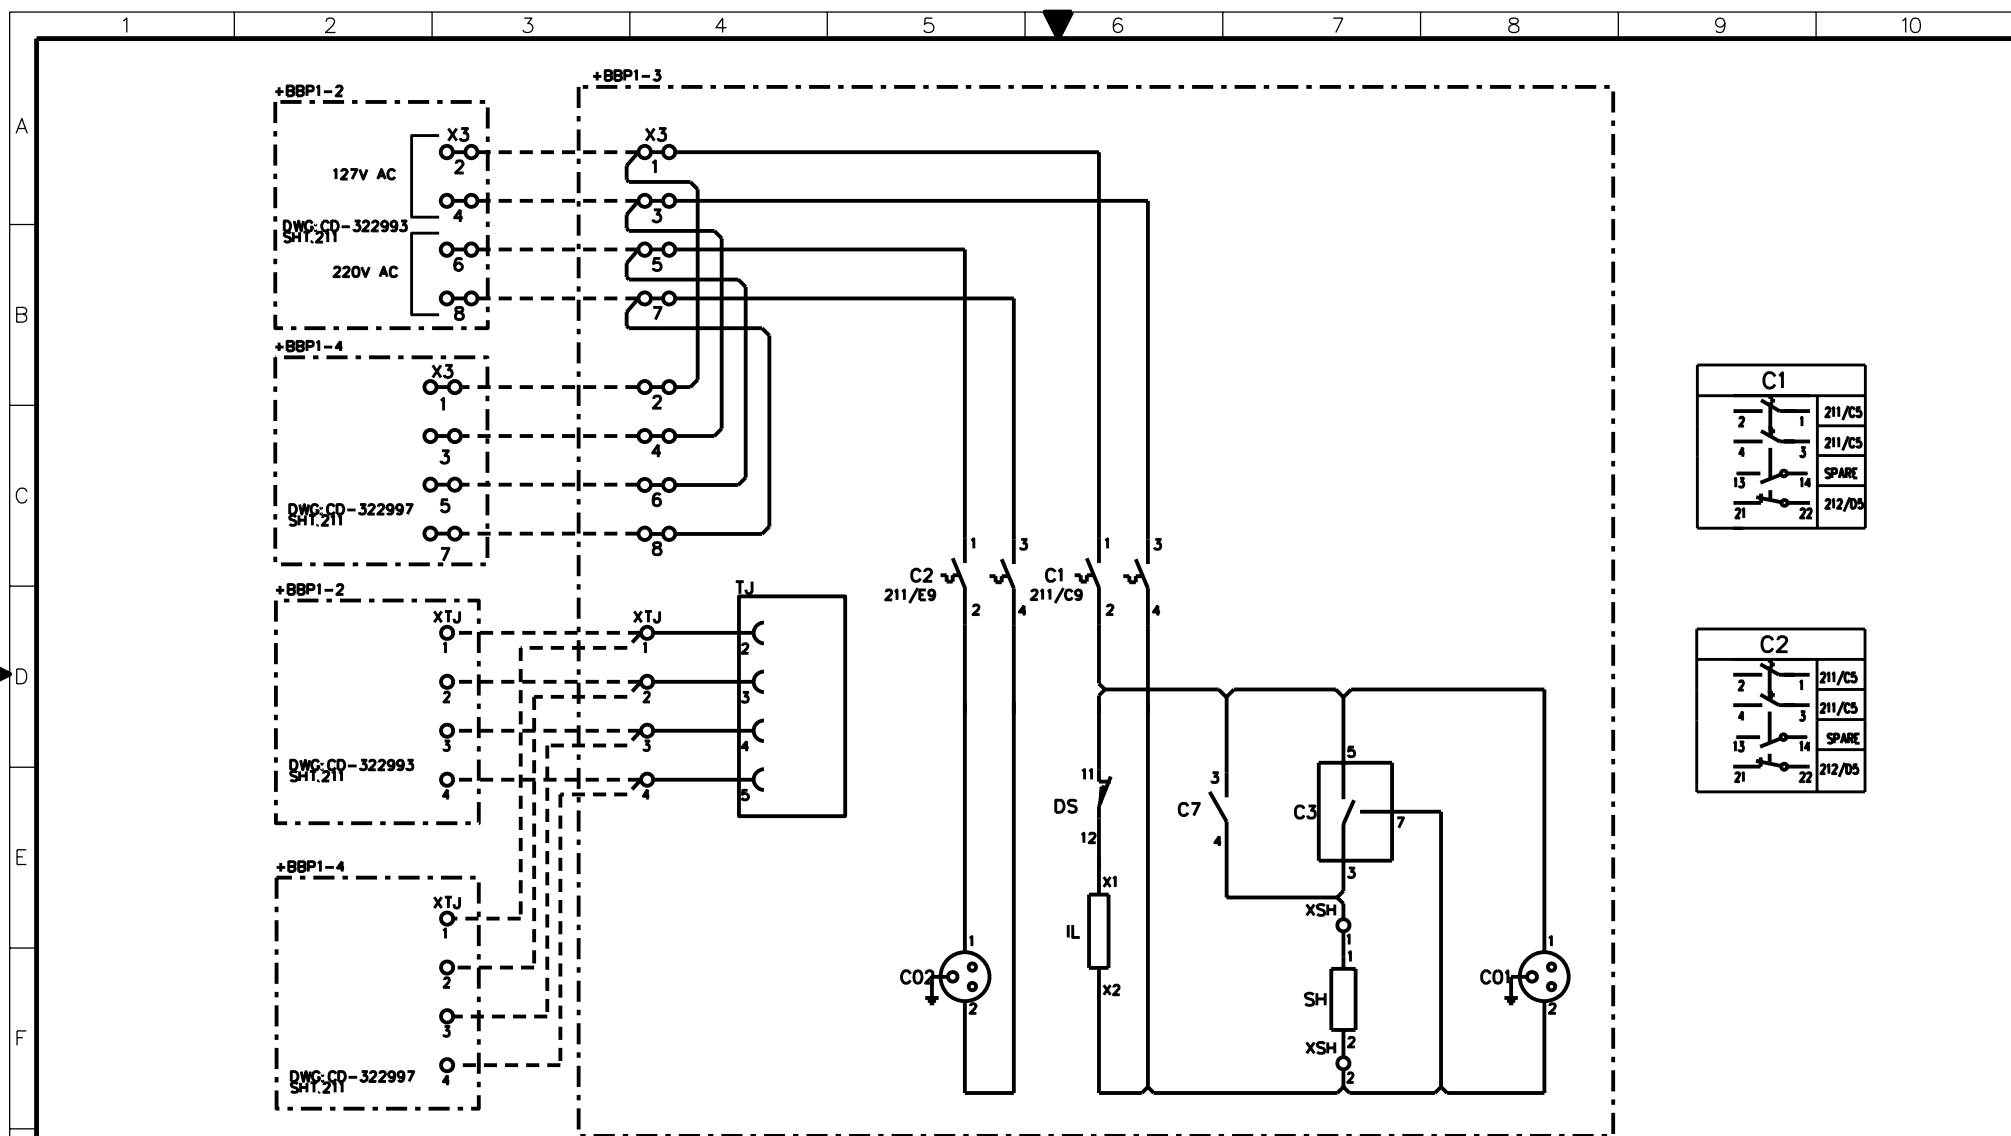 1 2 3 4 5 6 7 8 9 10
A
B
C
D
E
F
+BBP1-2
X3
2
127V AC
4
DWG:CD-322993
SHT.211
6
220V AC
8
+BBP1-4
X3
1
3
5
DWG:CD-322997
SHT.211
7
+BBP1-2
XTJ
1
2
3
DWG:CD-322993
SHT.211
4
+BBP1-4
XTJ
1
2
3
DWG:CD-322997
SHT.211
4
+BBP1-3
X3
1
3
5
7
2
4
6
8
XTJ
1
2
3
4
TJ
2
3
4
5
1 3
C2
211/E9
2 4
1 3
C1
211/C9
2 4
11
DS
12
X1
IL
X2
3
C7
4
5
C3
7
3
XSH
1
1
SH
2
XSH
2
1
CO2
2
1
CO1
2
C1
2 1 211/C5
4 3 211/C5
13 14 SPARE
21 22 212/D5
C2
2 1 211/C5
4 3 211/C5
13 14 SPARE
21 22 212/D5